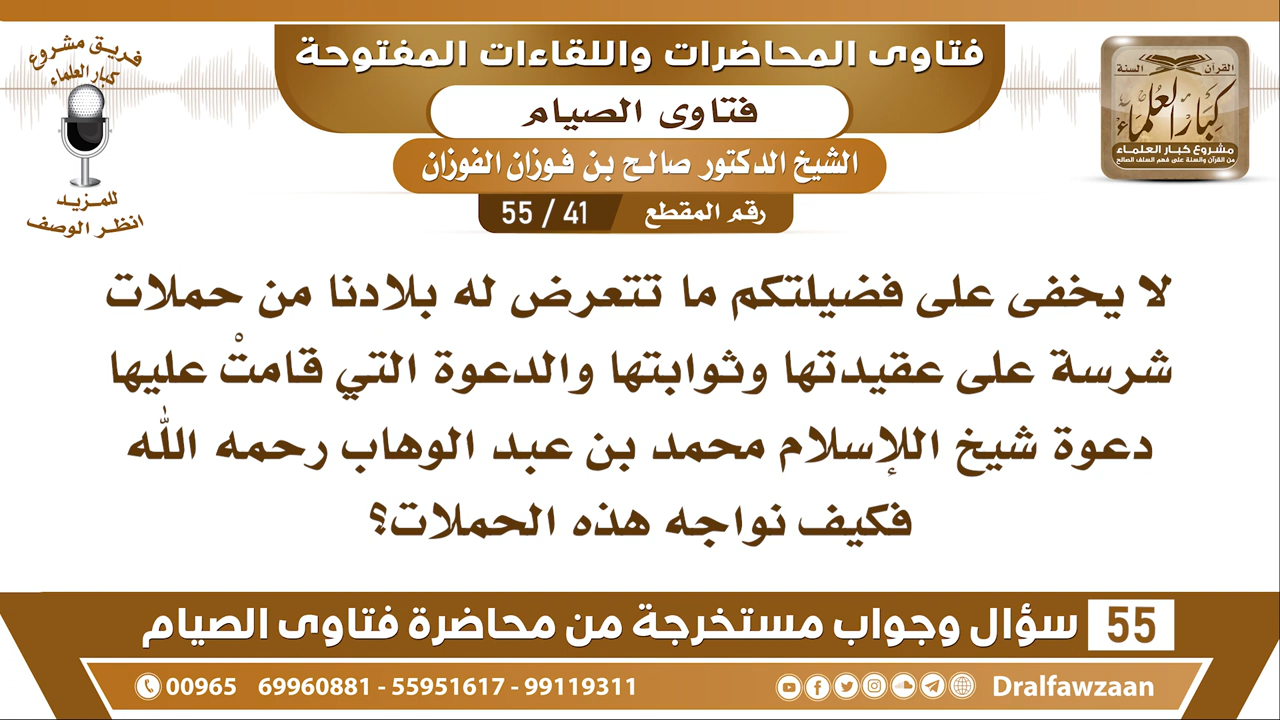 فتاوى المحاضرات واللقاءات المفتوحة
فتاوى الصيام
الشيخ الدكتور صالح بن فوزان الفوزان
رقم المقطع 41 / 55
فريق مشروع
كبار العلماء
للمزيد
انظر الوصف
القرآن السنة
كبار العلماء
مشروع كبار العلماء
من القرآن والسنة على فهم السلف الصالح
لا يخفى على فضيلتكم ما تتعرض له بلادنا من حملات
شرسة على عقيدتها وثوابتها والدعوة التي قامتْ عليها
دعوة شيخ اللإسلام محمد بن عبد الوهاب رحمه الله
فكيف نواجه هذه الحملات؟
55 سؤال وجواب مستخرجة من محاضرة فتاوى الصيام
00965 69960881 - 55951617 - 99119311
Dralfawzaan